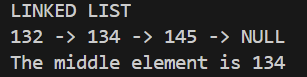 LINKED LIST
132 -> 134 -> 145 -> NULL
The middle element is 134